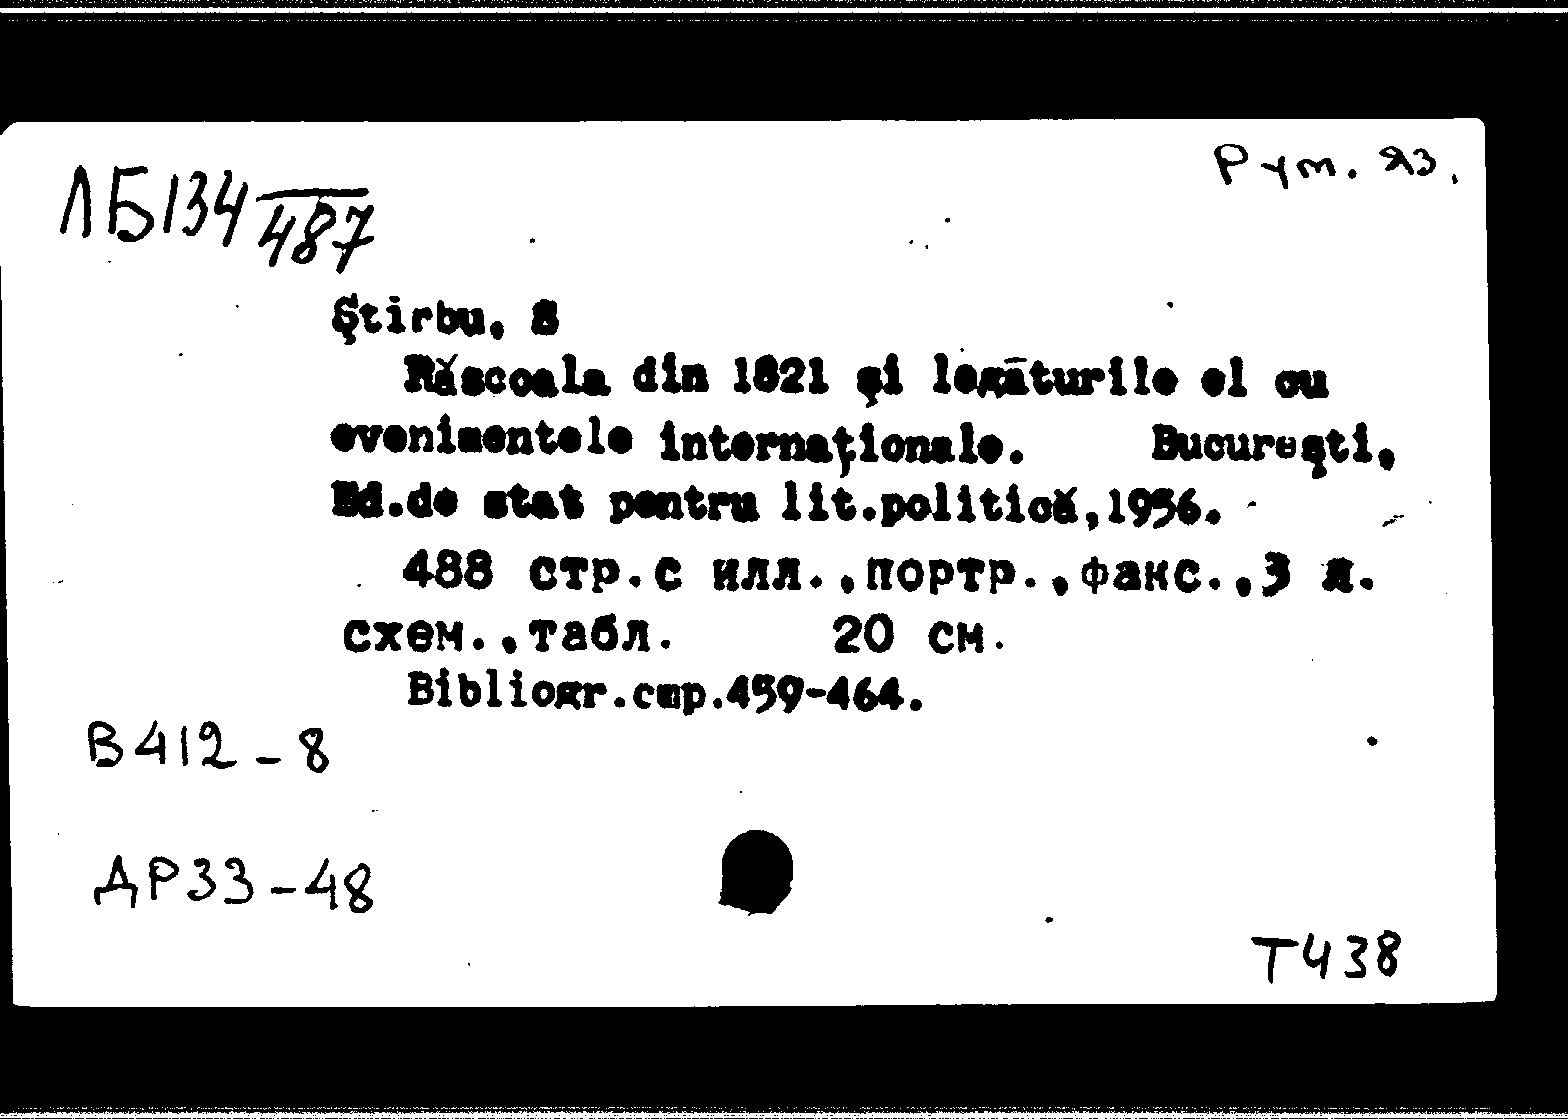 ЛБ134/487
Рум. яз.
Ştirbu, S
Răscoala din 1821 şi legăturile ei cu
evenimentele internaţionale. Bucureşti,
Ed.de stat pentru lit.politică,1956.
488 стр.с илл.,портр.,факс.,3 л.
схем.,табл. 20 см.
Bibliogr.стр.459-464.
В412-8
ДР33-48
Т438